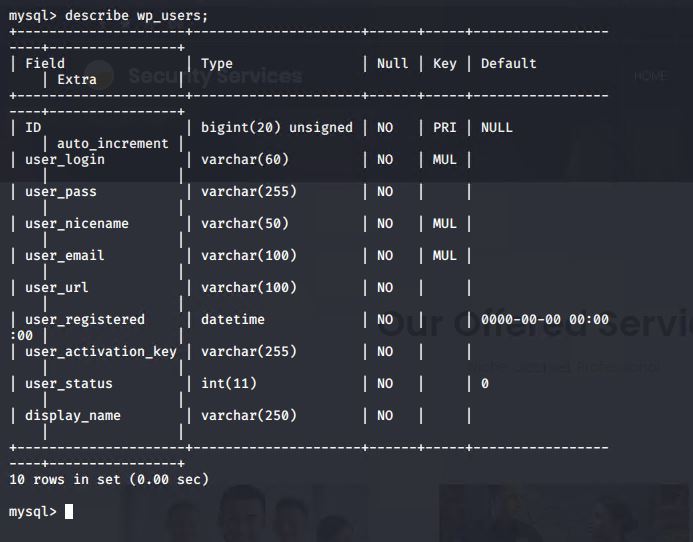 mysql> describe wp_users;
+---------------------+---------------------+------+-----+-----------------
----+----------------+
| Field               | Type                | Null | Key | Default
    | Extra          |
+---------------------+---------------------+------+-----+-----------------
----+----------------+
| ID                  | bigint(20) unsigned | NO   | PRI | NULL
    | auto_increment |
| user_login          | varchar(60)         | NO   | MUL |
    |                |
| user_pass           | varchar(255)        | NO   |     |
    |                |
| user_nicename       | varchar(50)         | NO   | MUL |
    |                |
| user_email          | varchar(100)        | NO   | MUL |
    |                |
| user_url            | varchar(100)        | NO   |     |
    |                |
| user_registered     | datetime            | NO   |     | 0000-00-00 00:00
:00 |                |
| user_activation_key | varchar(255)        | NO   |     |
    |                |
| user_status         | int(11)             | NO   |     | 0
    |                |
| display_name        | varchar(250)        | NO   |     |
    |                |
+---------------------+---------------------+------+-----+-----------------
----+----------------+
10 rows in set (0.00 sec)
mysql>
Security Services
HOME
Our Offered Servi